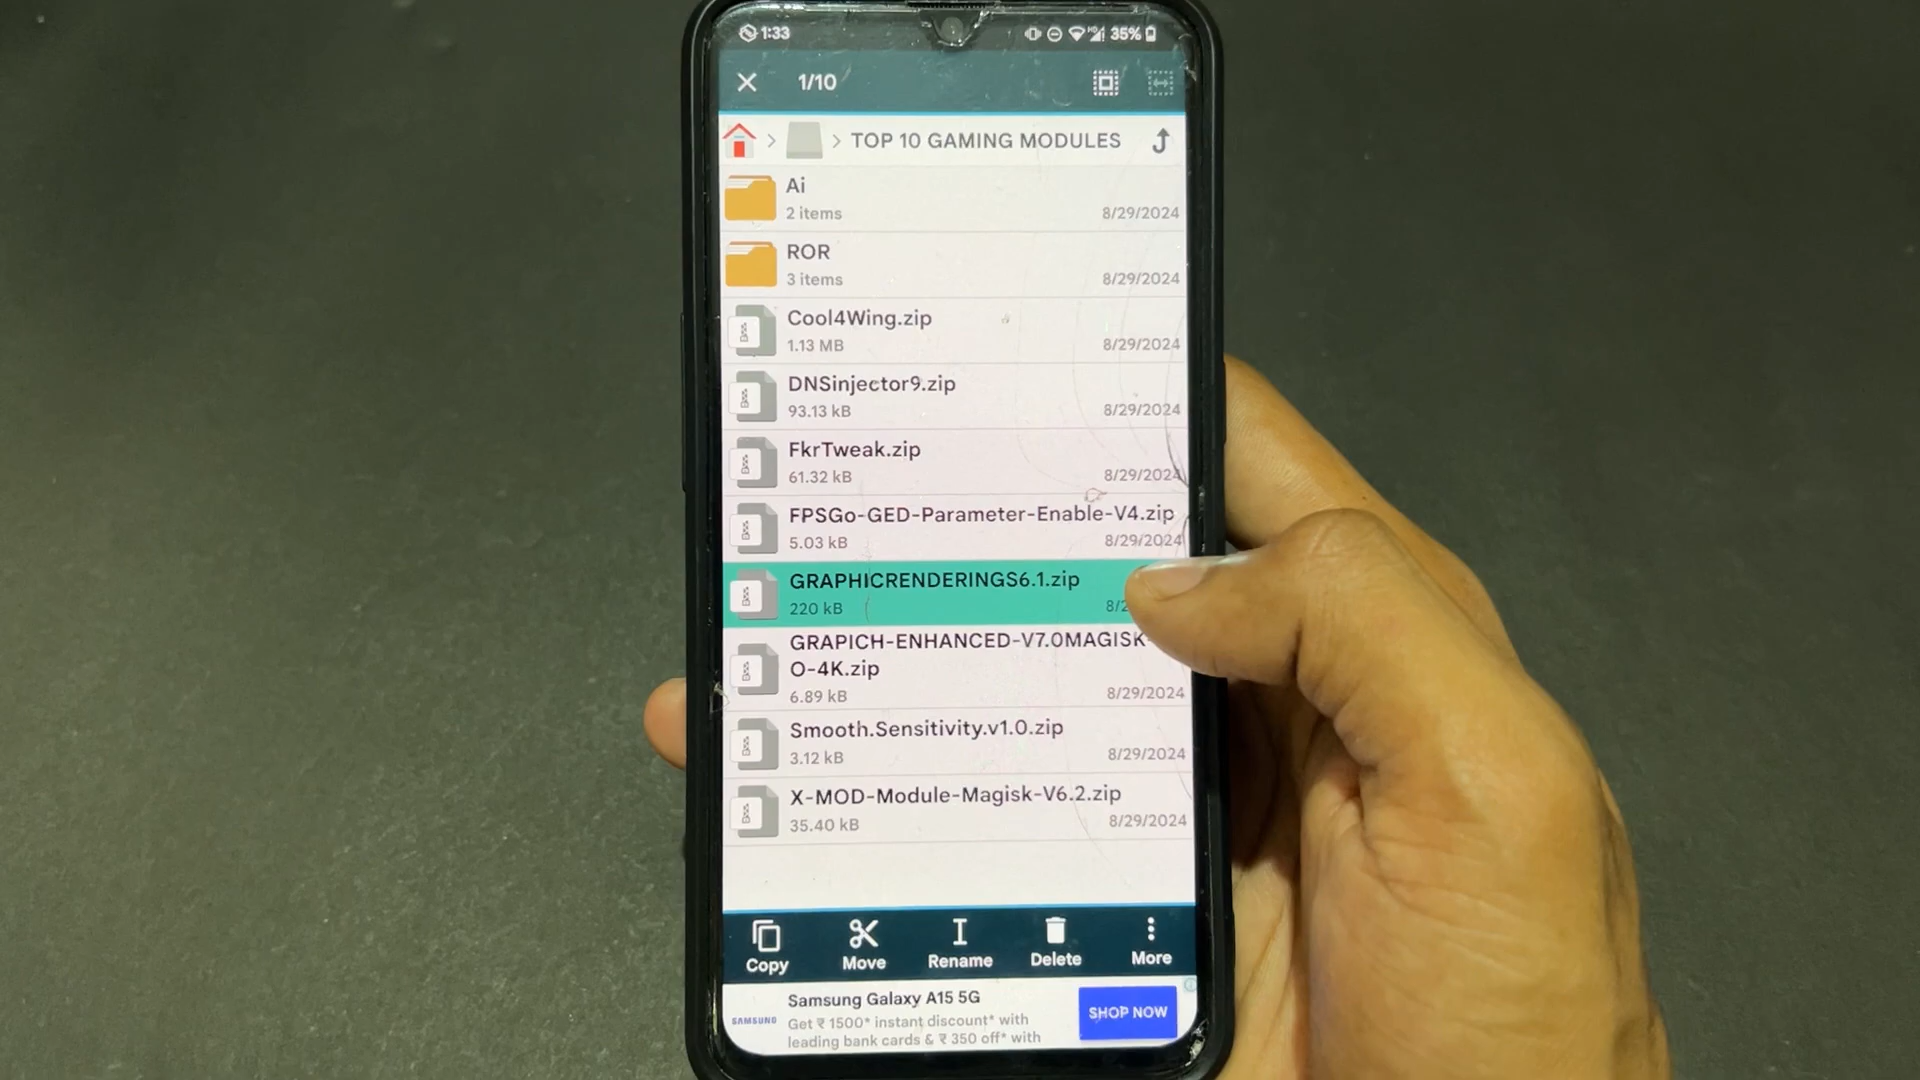 1:33 35%
1/10
TOP 10 GAMING MODULES
Ai
2 items 8/29/2024
ROR
3 items 8/29/2024
Cool4Wing.zip
1.13 MB 8/29/2024
DNSinjector9.zip
93.13 kB 8/29/2024
FkrTweak.zip
61.32 kB 8/29/2024
FPSGo-GED-Parameter-Enable-V4.zip
5.03 kB 8/29/2024
GRAPHICRENDERINGS6.1.zip
220 kB 8/2
GRAPICH-ENHANCED-V7.0MAGISK-
O-4K.zip
6.89 kB 8/29/2024
Smooth.Sensitivity.v1.0.zip
3.12 kB 8/29/2024
X-MOD-Module-Magisk-V6.2.zip
35.40 kB 8/29/2024
Copy Move Rename Delete More
Samsung Galaxy A15 5G
SAMSUNG Get ₹ 1500* instant discount* with
leading bank cards & ₹ 350 off* with
SHOP NOW